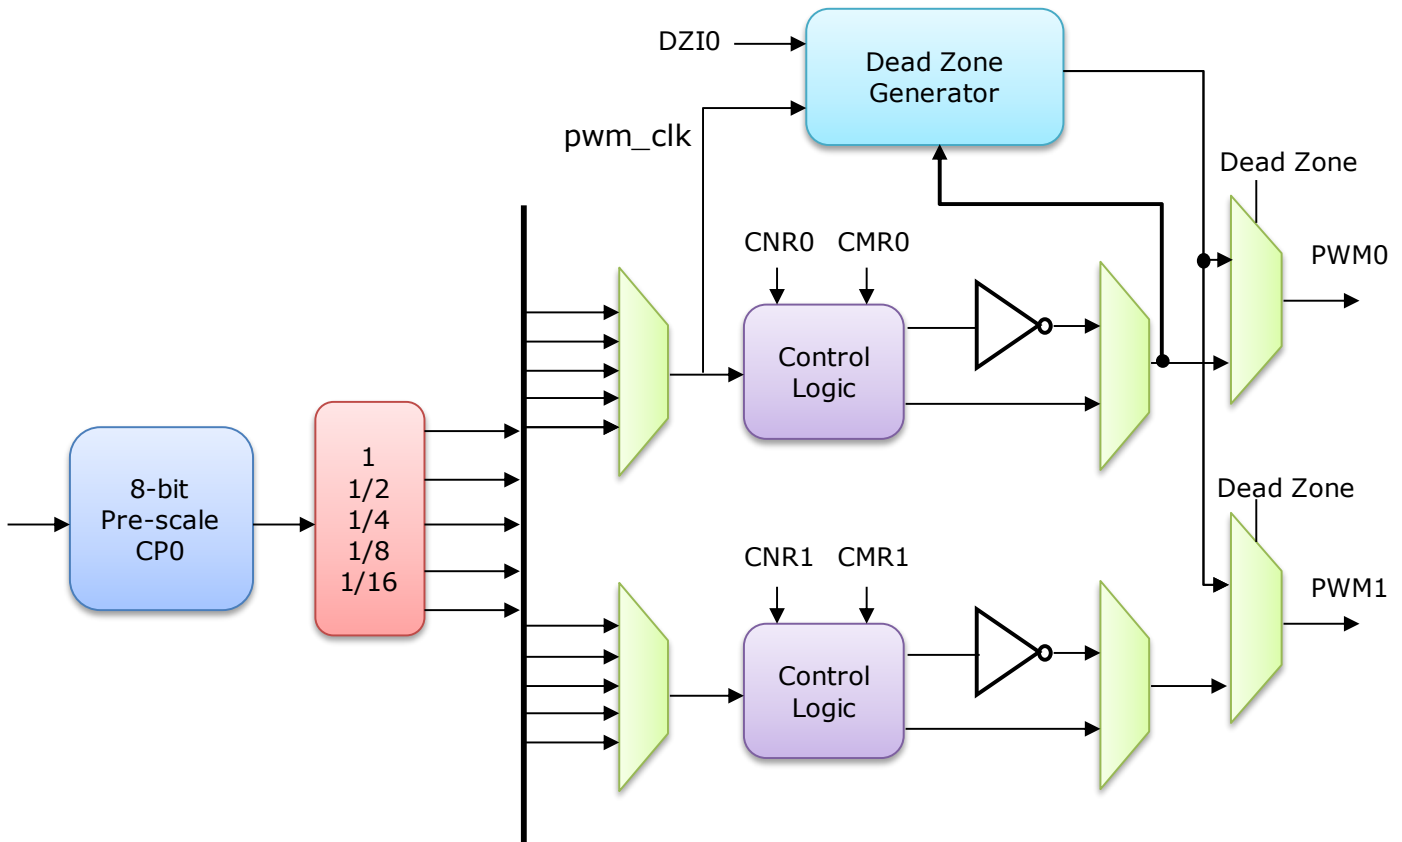 DZI0
Dead Zone
Generator
pwm_clk
Dead Zone
CNR0
CMR0
PWM0
Control
Logic
8-bit
Pre-scale
CP0
1
1/2
1/4
1/8
1/16
Dead Zone
CNR1
CMR1
PWM1
Control
Logic